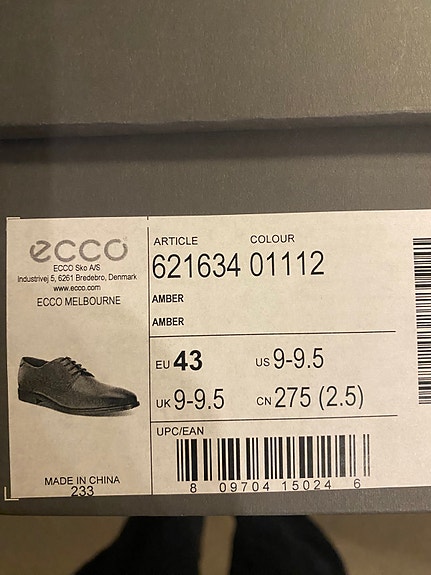 ecco
ECCO Sko A/S
Industrivej 5, 6261 Bredebro, Denmark
www.ecco.com
ECCO MELBOURNE
MADE IN CHINA
233
ARTICLE COLOUR
621634 01112
AMBER
AMBER
EU 43 US 9-9.5
UK 9-9.5 CN 275 (2.5)
UPC/EAN
8 09704 15024 6